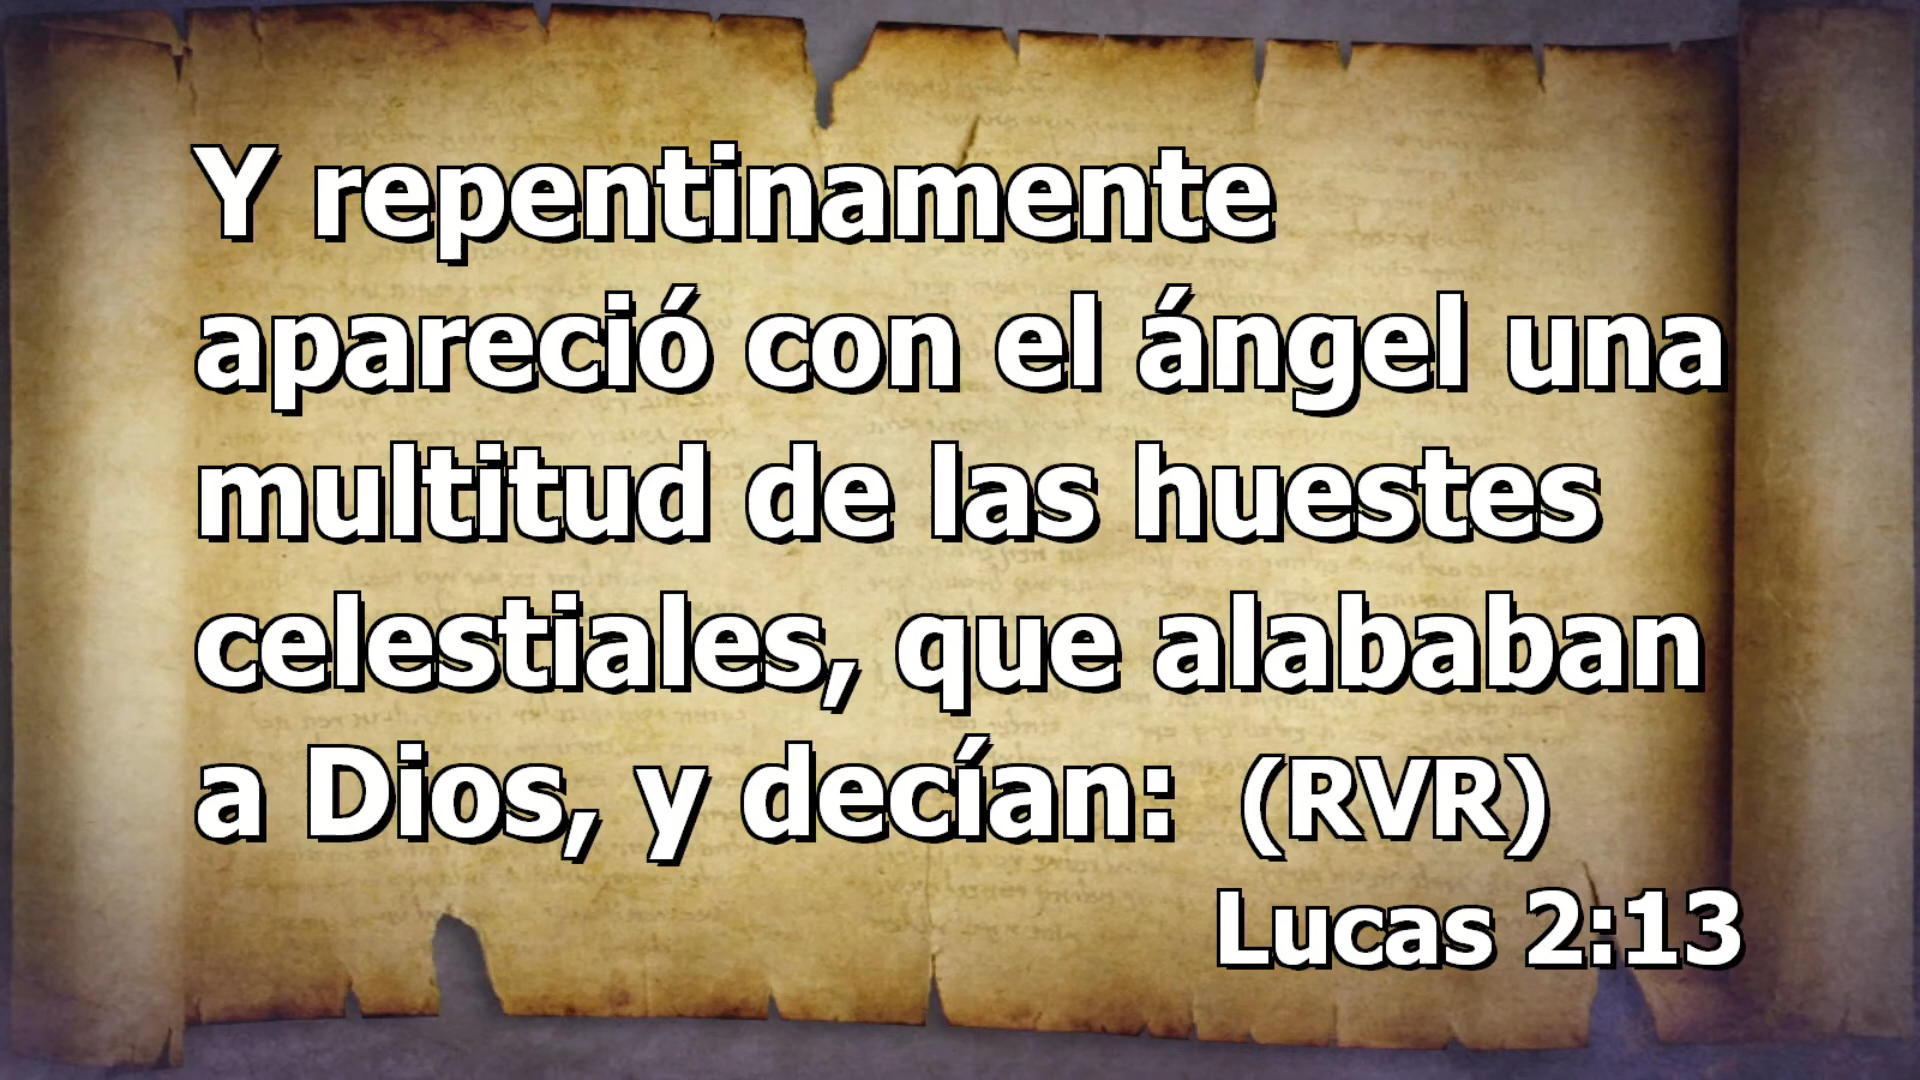 Y repentinamente
apareció con el ángel una
multitud de las huestes
celestiales, que alababan
a Dios, y decían: (RVR)
Lucas 2:13